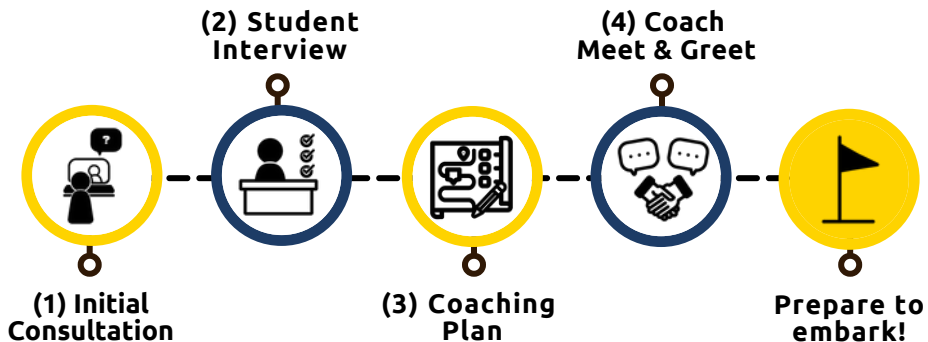 (1) Initial
Consultation
(2) Student
Interview
(3) Coaching
Plan
(4) Coach
Meet & Greet
Prepare to
embark!
?